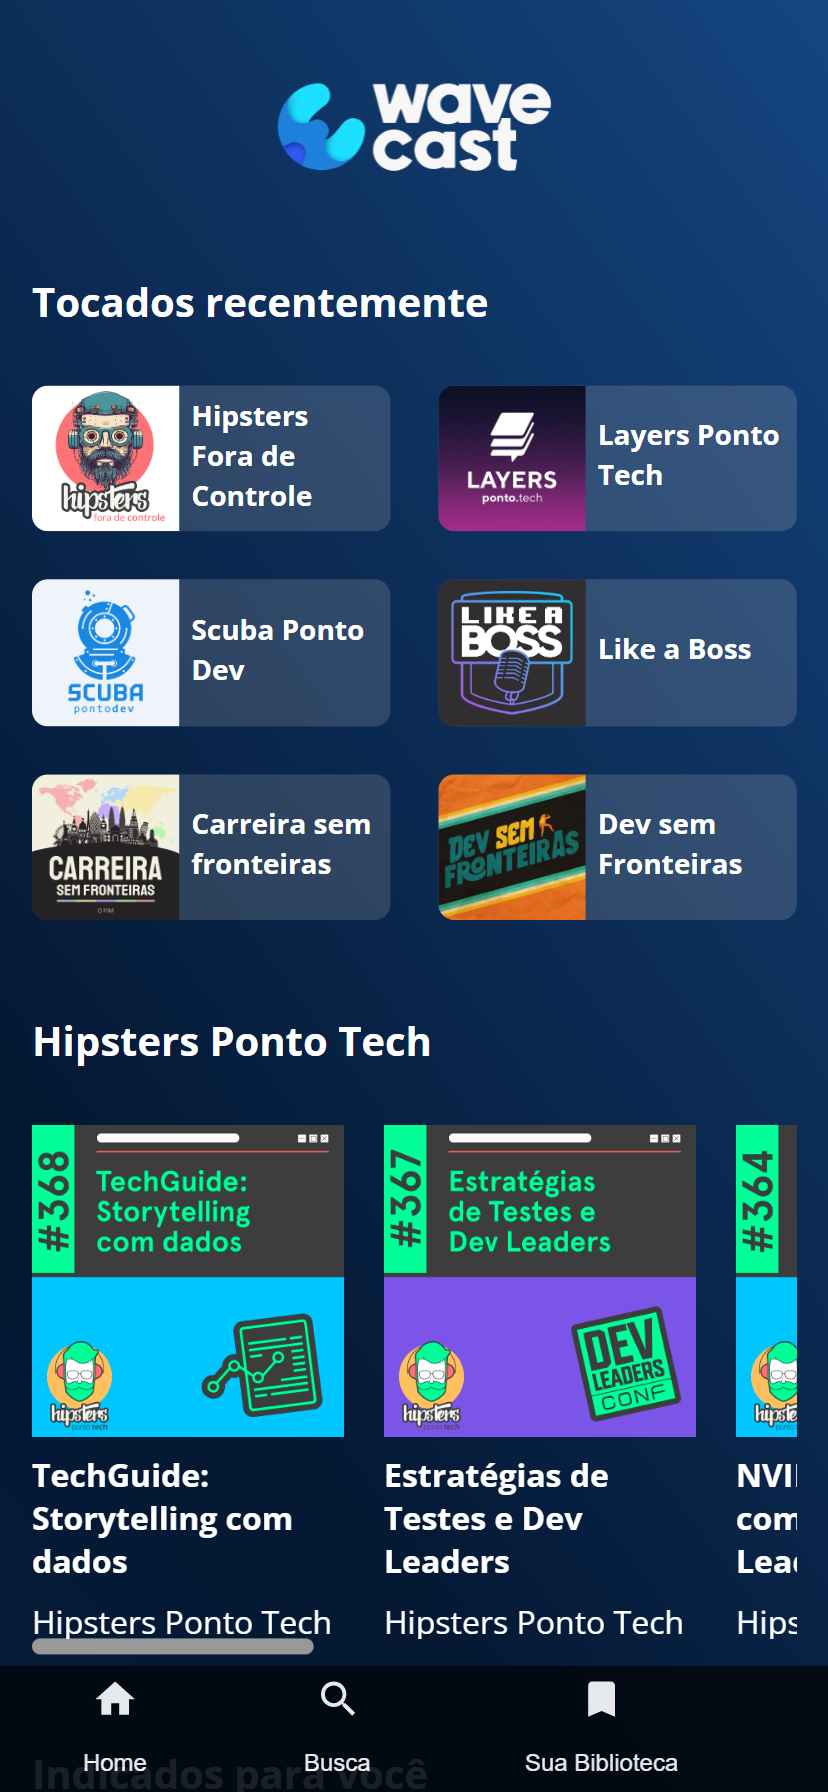 wave
cast
Tocados recentemente
hipsters
fora de controle
Hipsters
Fora de
Controle
LAYERS
ponto.tech
Layers Ponto
Tech
SCUBA
pontodev
Scuba Ponto
Dev
LIKE A
BOSS
Like a Boss
CARREIRA
SEM FRONTEIRAS
O FIM
Carreira sem
fronteiras
DEV SEM
FRONTEIRAS
Dev sem
Fronteiras
Hipsters Ponto Tech
#368
TechGuide:
Storytelling
com dados
hipsters
ponto tech
TechGuide:
Storytelling com
dados
Hipsters Ponto Tech
#367
Estratégias
de Testes e
Dev Leaders
DEV
LEADERS
CONF
hipsters
ponto tech
Estratégias de
Testes e Dev
Leaders
Hipsters Ponto Tech
#364
com
Hips
Home
Busca
Sua Biblioteca
Indicados para você